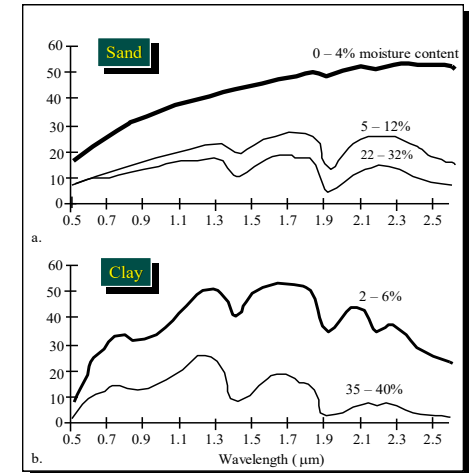 60
Sand
0 – 4% moisture content
50
40
30
5 – 12%
20
22 – 32%
10
0
0.5 0.7 0.9 1.1 1.3 1.5 1.7 1.9 2.1 2.3 2.5
a.
60
Clay
50
2 – 6%
40
30
20
35 – 40%
10
0
0.5 0.7 0.9 1.1 1.3 1.5 1.7 1.9 2.1 2.3 2.5
b.
Wavelength ( μm)